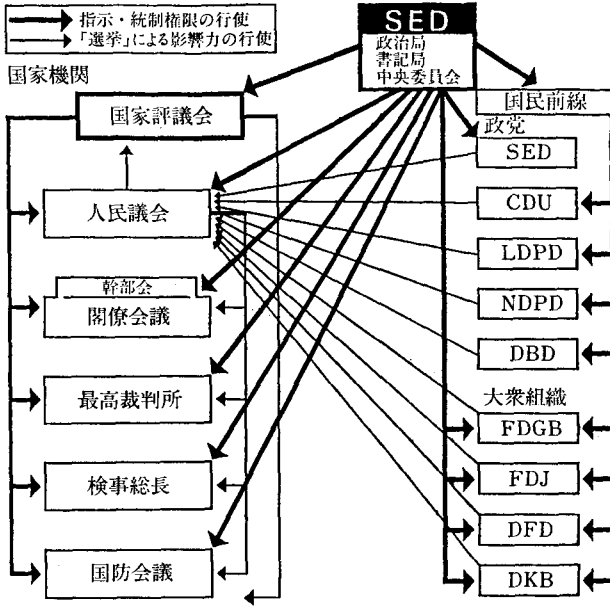 指示・統制権限の行使
「選挙」による影響力の行使
SED
政治局
書記局
中央委員会
国家機関
国家評議会
人民議会
幹部会
閣僚会議
最高裁判所
検事総長
国防会議
国民前線
政党
SED
CDU
LDPD
NDPD
DBD
大衆組織
FDGB
FDJ
DFD
DKB